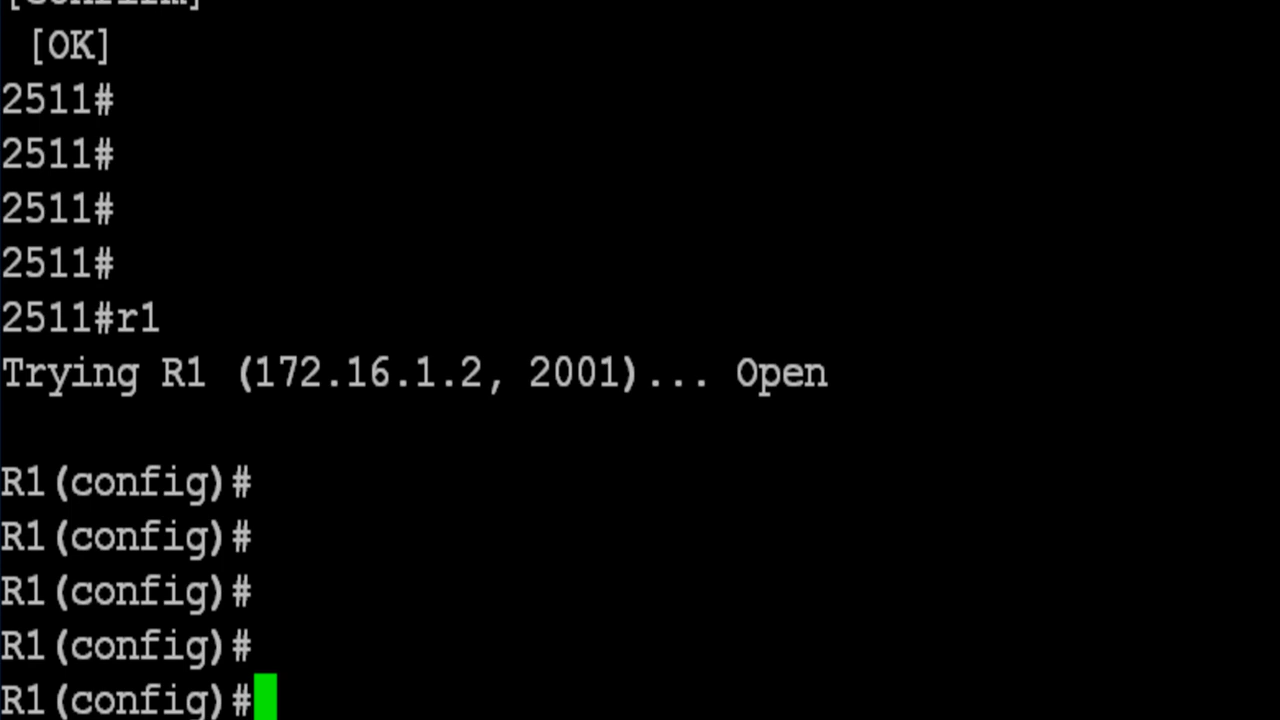 [confirm]
[OK]
2511#
2511#
2511#
2511#
2511#r1
Trying R1 (172.16.1.2, 2001)... Open
R1(config)#
R1(config)#
R1(config)#
R1(config)#
R1(config)#